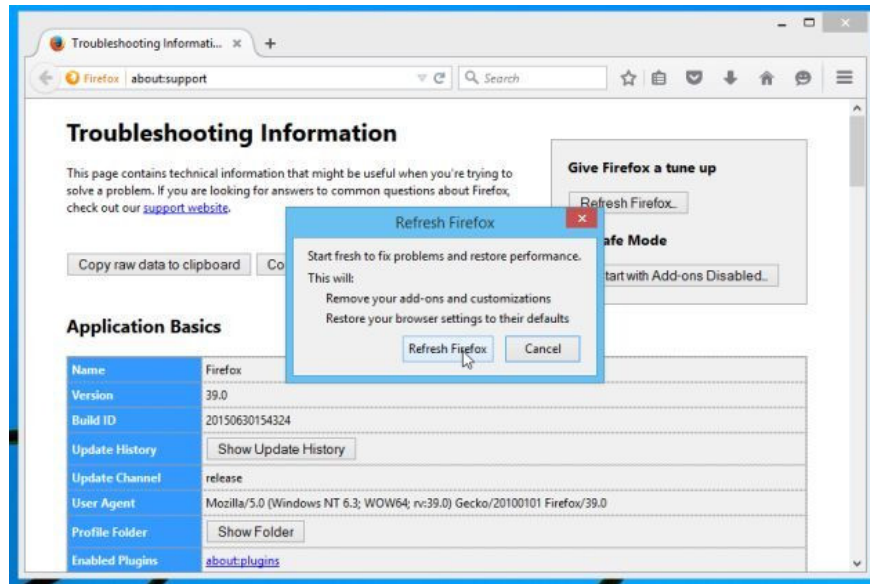 Troubleshooting Informati...
Firefox about:support
Search
Troubleshooting Information
This page contains technical information that might be useful when you're trying to
solve a problem. If you are looking for answers to common questions about Firefox,
check out our support website.
Give Firefox a tune up
Refresh Firefox...
afe Mode
tart with Add-ons Disabled...
Copy raw data to clipboard Co
Refresh Firefox
Start fresh to fix problems and restore performance.
This will:
Remove your add-ons and customizations
Restore your browser settings to their defaults
Refresh Firefox Cancel
Application Basics
Name Firefox
Version 39.0
Build ID 20150630154324
Update History Show Update History
Update Channel release
User Agent Mozilla/5.0 (Windows NT 6.3; WOW64; rv:39.0) Gecko/20100101 Firefox/39.0
Profile Folder Show Folder
Enabled Plugins about:plugins